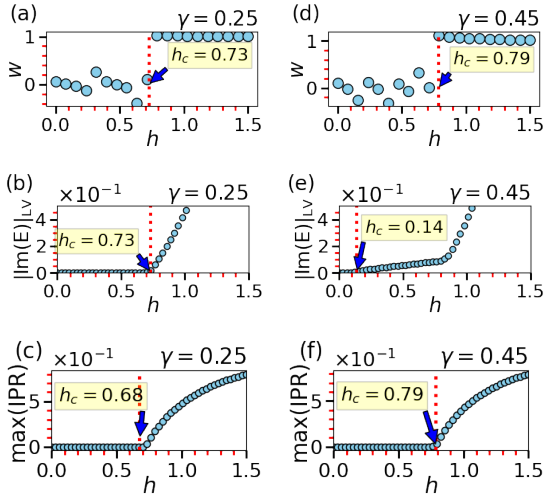 (a) γ = 0.25
1
0
w
h_c = 0.73
0.0 0.5 1.0 1.5
h
(d) γ = 0.45
1
0
w
h_c = 0.79
0.0 0.5 1.0 1.5
h
(b) ×10⁻¹ γ = 0.25
4
2
0
|Im(E)|_LV
h_c = 0.73
0.0 0.5 1.0 1.5
h
(e) ×10⁻¹ γ = 0.45
4
2
0
|Im(E)|_LV
h_c = 0.14
0.0 0.5 1.0 1.5
h
(c) ×10⁻¹ γ = 0.25
5
0
max(IPR)
h_c = 0.68
0.0 0.5 1.0 1.5
h
(f) ×10⁻¹ γ = 0.45
5
0
max(IPR)
h_c = 0.79
0.0 0.5 1.0 1.5
h